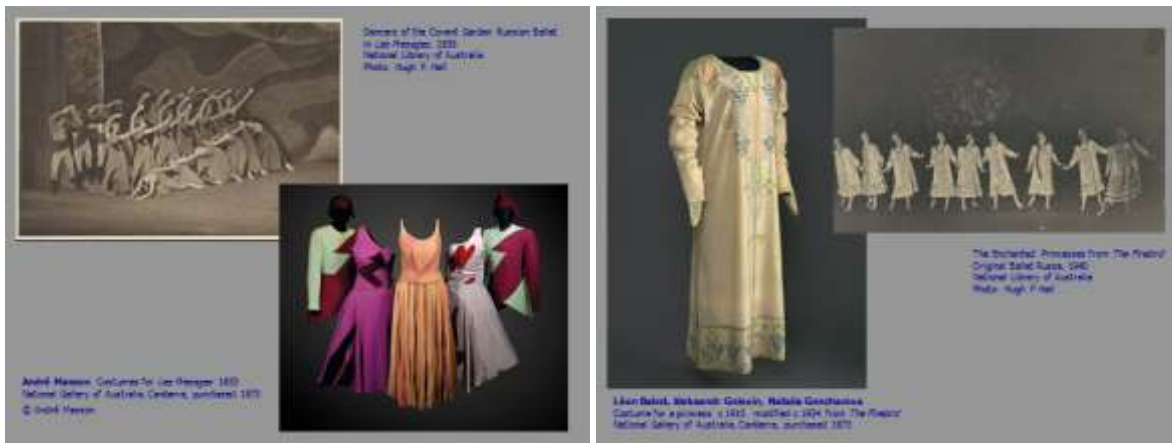 Dancers of the Covent Garden Russian Ballet
in Les Presages, 1938
National Library of Australia
Photo: Hugh P. Hall
André Masson Costumes for Les Presages 1933
National Gallery of Australia, Canberra, purchased 1973
© André Masson
The Enchanted Princesses from The Firebird
Original Ballet Russe, 1940
National Library of Australia
Photo: Hugh P Hall
Léon Bakst, Aleksandr Golovin, Natalia Goncharova
Costume for a princess c 1910 modified c 1934 from The Firebird
National Gallery of Australia, Canberra, purchased 1973